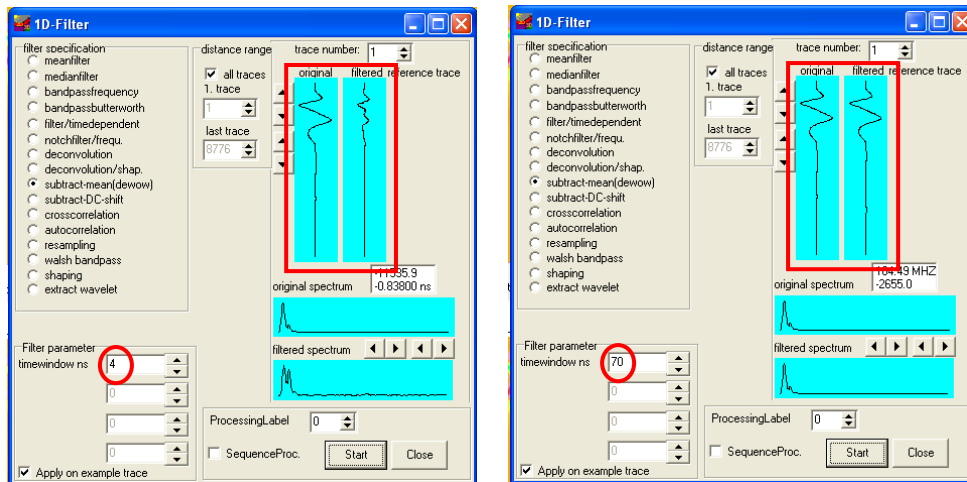 1D-Filter
filter specification
meanfilter
medianfilter
bandpassfrequency
bandpassbutterworth
filter/timedependent
notchfilter/frequ.
deconvolution
deconvolution/shap.
subtract-mean(dewow)
subtract-DC-shift
crosscorrelation
autocorrelation
resampling
walsh bandpass
shaping
extract wavelet
distance range
all traces
1. trace
1
last trace
8776
trace number: 1
original filtered reference trace
-11535.9
original spectrum -0.83800 ns
filtered spectrum
Filter parameter
timewindow ns 4
0
0
0
Apply on example trace
ProcessingLabel 0
SequenceProc. Start Close
1D-Filter
filter specification
meanfilter
medianfilter
bandpassfrequency
bandpassbutterworth
filter/timedependent
notchfilter/frequ.
deconvolution
deconvolution/shap.
subtract-mean(dewow)
subtract-DC-shift
crosscorrelation
autocorrelation
resampling
walsh bandpass
shaping
extract wavelet
distance range
all traces
1. trace
1
last trace
8776
trace number: 1
original filtered reference trace
MHZ
original spectrum -2655.0
filtered spectrum
Filter parameter
timewindow ns 70
0
0
0
Apply on example trace
ProcessingLabel 0
SequenceProc. Start Close